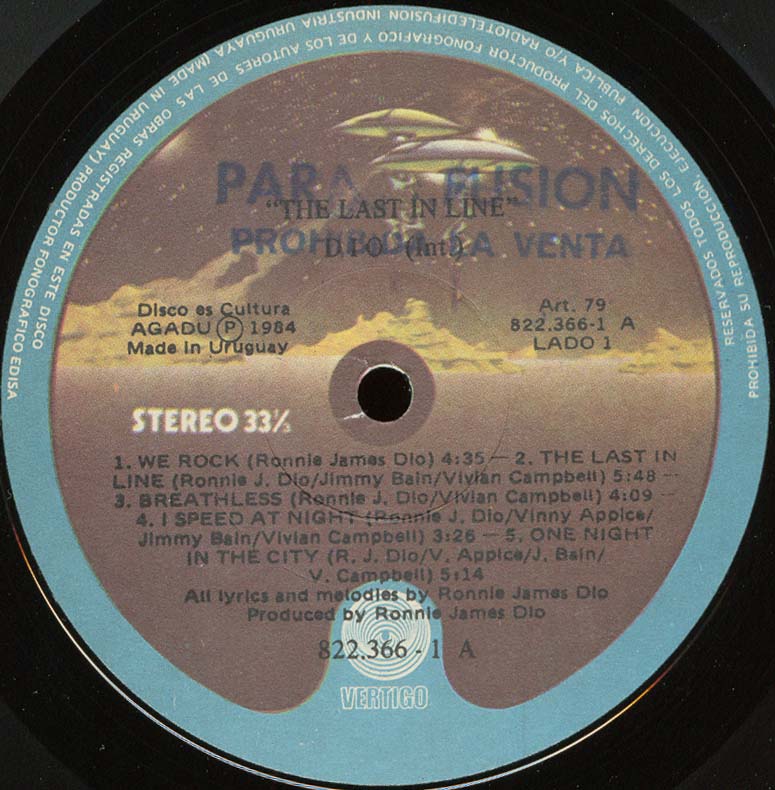 RESERVADOS TODOS LOS DERECHOS DEL PRODUCTOR FONOGRAFICO Y DE LOS AUTORES DE LAS OBRAS REGISTRADAS EN ESTE DISCO
PROHIBIDA SU REPRODUCCION, EJECUCION PUBLICA Y/O RADIOTELEDIFUSION INDUSTRIA URUGUAYA (MADE IN URUGUAY) PRODUCTOR FONOGRAFICO EDISA
PARA DIFUSION
"THE LAST IN LINE"
PROHIBIDA LA VENTA
D I O (Int.)
Disco es Cultura
AGADU Ⓟ 1984
Made in Uruguay
Art. 79
822.366-1 A
LADO 1
STEREO 33⅓
1. WE ROCK (Ronnie James Dio) 4:35 — 2. THE LAST IN
LINE (Ronnie J. Dio/Jimmy Bain/Vivian Campbell) 5:48 —
3. BREATHLESS (Ronnie J. Dio/Vivian Campbell) 4:09 —
4. I SPEED AT NIGHT (Ronnie J. Dio/Vinny Appice/
Jimmy Bain/Vivian Campbell) 3:26 — 5. ONE NIGHT
IN THE CITY (R. J. Dio/V. Appice/J. Bain/
V. Campbell) 5:14
All lyrics and melodies by Ronnie James Dio
Produced by Ronnie James Dio
822.366 - 1 A
VERTIGO